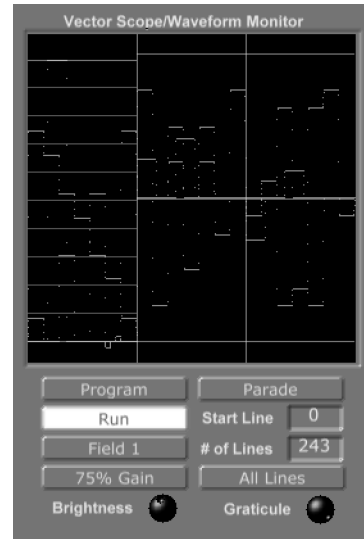 Vector Scope/Waveform Monitor
Program Parade
Run Start Line 0
Field 1 # of Lines 243
75% Gain All Lines
Brightness Graticule